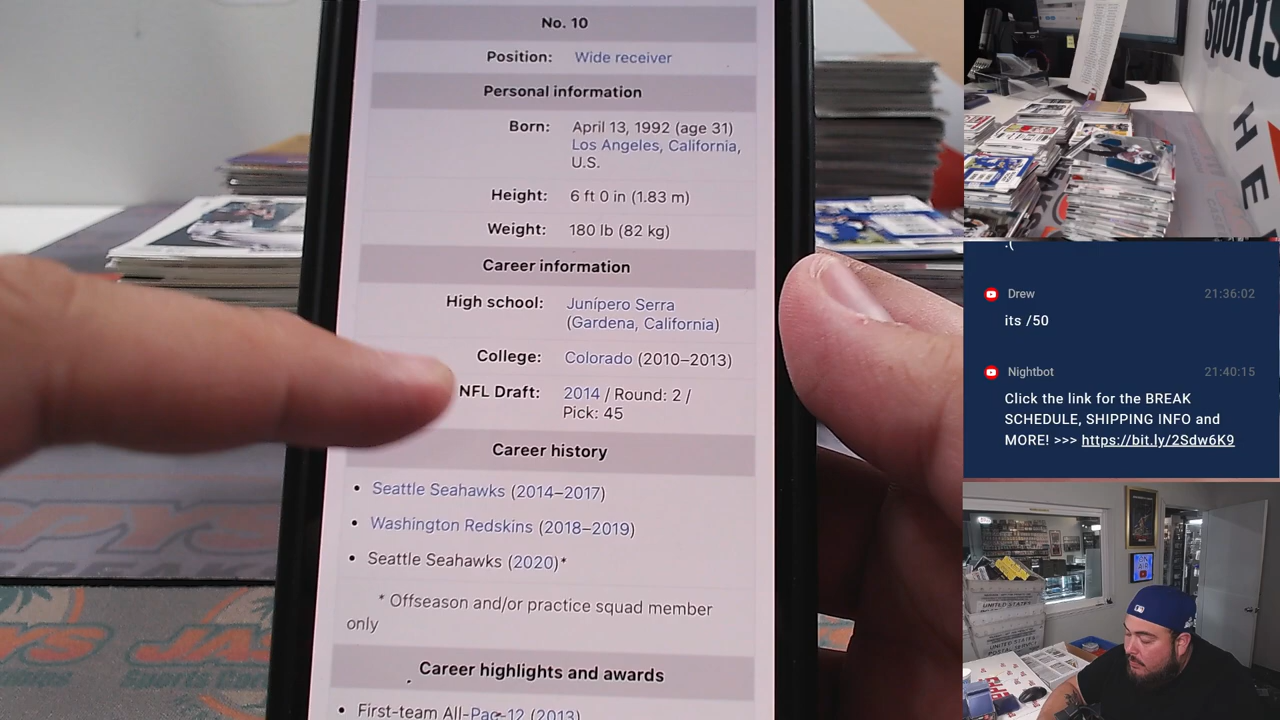 No. 10
Position: Wide receiver
Personal information
Born: April 13, 1992 (age 31)
Los Angeles, California,
U.S.
Height: 6 ft 0 in (1.83 m)
Weight: 180 lb (82 kg)
Career information
High school: Junípero Serra
(Gardena, California)
College: Colorado (2010–2013)
NFL Draft: 2014 / Round: 2 /
Pick: 45
Career history
• Seattle Seahawks (2014–2017)
• Washington Redskins (2018–2019)
• Seattle Seahawks (2020)*
* Offseason and/or practice squad member
only
Career highlights and awards
• First-team All-Pac-12 (2013)
Sports
HE
:(
Drew 21:36:02
its /50
Nightbot 21:40:15
Click the link for the BREAK
SCHEDULE, SHIPPING INFO and
MORE! >>> https://bit.ly/2Sdw6K9
ON AIR
UNITED STATES